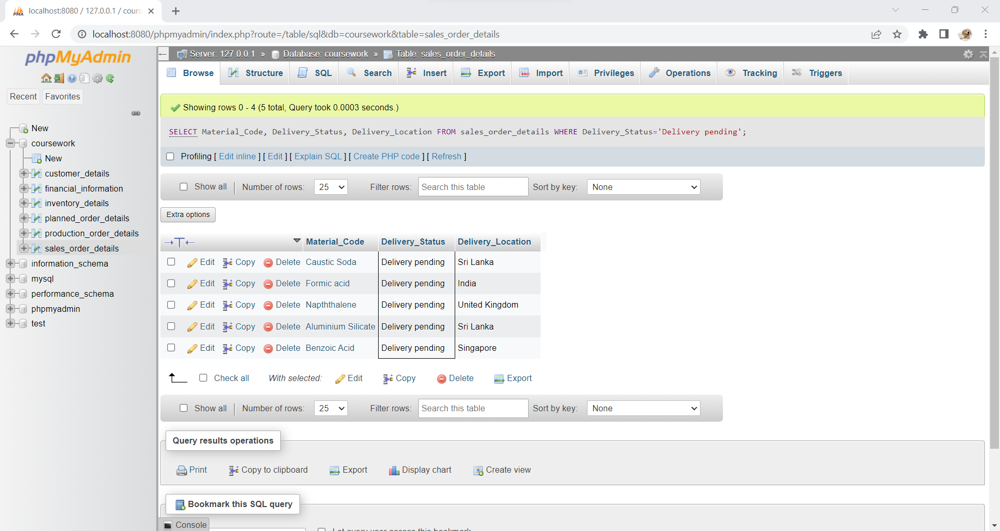 localhost:8080 / 127.0.0.1 / cours
localhost:8080/phpmyadmin/index.php?route=/table/sql&db=coursework&table=sales_order_details
phpMyAdmin
Recent Favorites
New
coursework
New
customer_details
financial_information
inventory_details
planned_order_details
production_order_details
sales_order_details
information_schema
mysql
performance_schema
phpmyadmin
test
Server: 127.0.0.1 » Database: coursework » Table: sales_order_details
Browse Structure SQL Search Insert Export Import Privileges Operations Tracking Triggers
Showing rows 0 - 4 (5 total, Query took 0.0003 seconds.)
SELECT Material_Code, Delivery_Status, Delivery_Location FROM sales_order_details WHERE Delivery_Status='Delivery pending';
Profiling [ Edit inline ] [ Edit ] [ Explain SQL ] [ Create PHP code ] [ Refresh ]
Show all Number of rows: 25 Filter rows: Search this table Sort by key: None
Extra options
Material_Code Delivery_Status Delivery_Location
Edit Copy Delete Caustic Soda Delivery pending Sri Lanka
Edit Copy Delete Formic acid Delivery pending India
Edit Copy Delete Napththalene Delivery pending United Kingdom
Edit Copy Delete Aluminium Silicate Delivery pending Sri Lanka
Edit Copy Delete Benzoic Acid Delivery pending Singapore
Check all With selected: Edit Copy Delete Export
Show all Number of rows: 25 Filter rows: Search this table Sort by key: None
Query results operations
Print Copy to clipboard Export Display chart Create view
Bookmark this SQL query
Console
Let every user access this bookmark